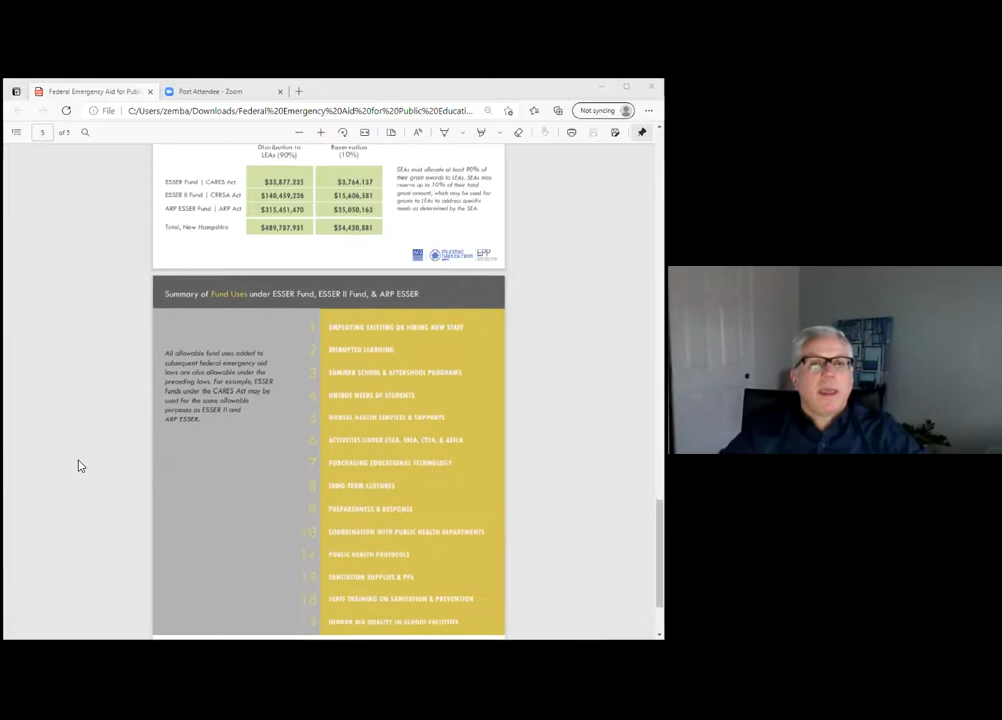 Federal Emergency Aid for Publi
Post Attendee - Zoom
File
C:/Users/zemba/Downloads/Federal%20Emergency%20Aid%20for%20Public%20Educati...
Not syncing
5 of 5
Distribution to Reservation
LEAs (90%) (10%)
ESSER Fund | CARES Act $33,877,235 $3,764,137
ESSER II Fund | CRRSA Act $140,459,226 $15,606,581
ARP ESSER Fund | ARP Act $315,451,470 $35,050,163
Total, New Hampshire $489,787,931 $54,420,881
SEAs must allocate at least 90% of
their grant awards to LEAs. SEAs may
reserve up to 10% of their total
grant amount, which may be used for
grants to LEAs to address specific
needs as determined by the SEA.
EPP
Summary of Fund Uses under ESSER Fund, ESSER II Fund, & ARP ESSER
All allowable fund uses added to
subsequent federal emergency aid
laws are also allowable under the
preceding laws. For example, ESSER
funds under the CARES Act may be
used for the same allowable
purposes as ESSER II and
ARP ESSER.
1 EMPLOYING EXISTING OR HIRING NEW STAFF
2 DISRUPTED LEARNING
3 SUMMER SCHOOL & AFTERSHOOL PROGRAMS
4 UNIQUE NEEDS OF STUDENTS
5 MENTAL HEALTH SERVICES & SUPPORTS
6 ACTIVITIES UNDER ESEA, IDEA, CTEA, & AEFLA
7 PURCHASING EDUCATIONAL TECHNOLOGY
8 LONG-TERM CLOSURES
9 PREPAREDNESS & RESPONSE
10 COORDINATION WITH PUBLIC HEALTH DEPARTMENTS
PUBLIC HEALTH PROTOCOLS
SANITATION SUPPLIES & PPE
STAFF TRAINING ON SANITATION & PREVENTION
INDOOR AIR QUALITY IN SCHOOL FACILITIES